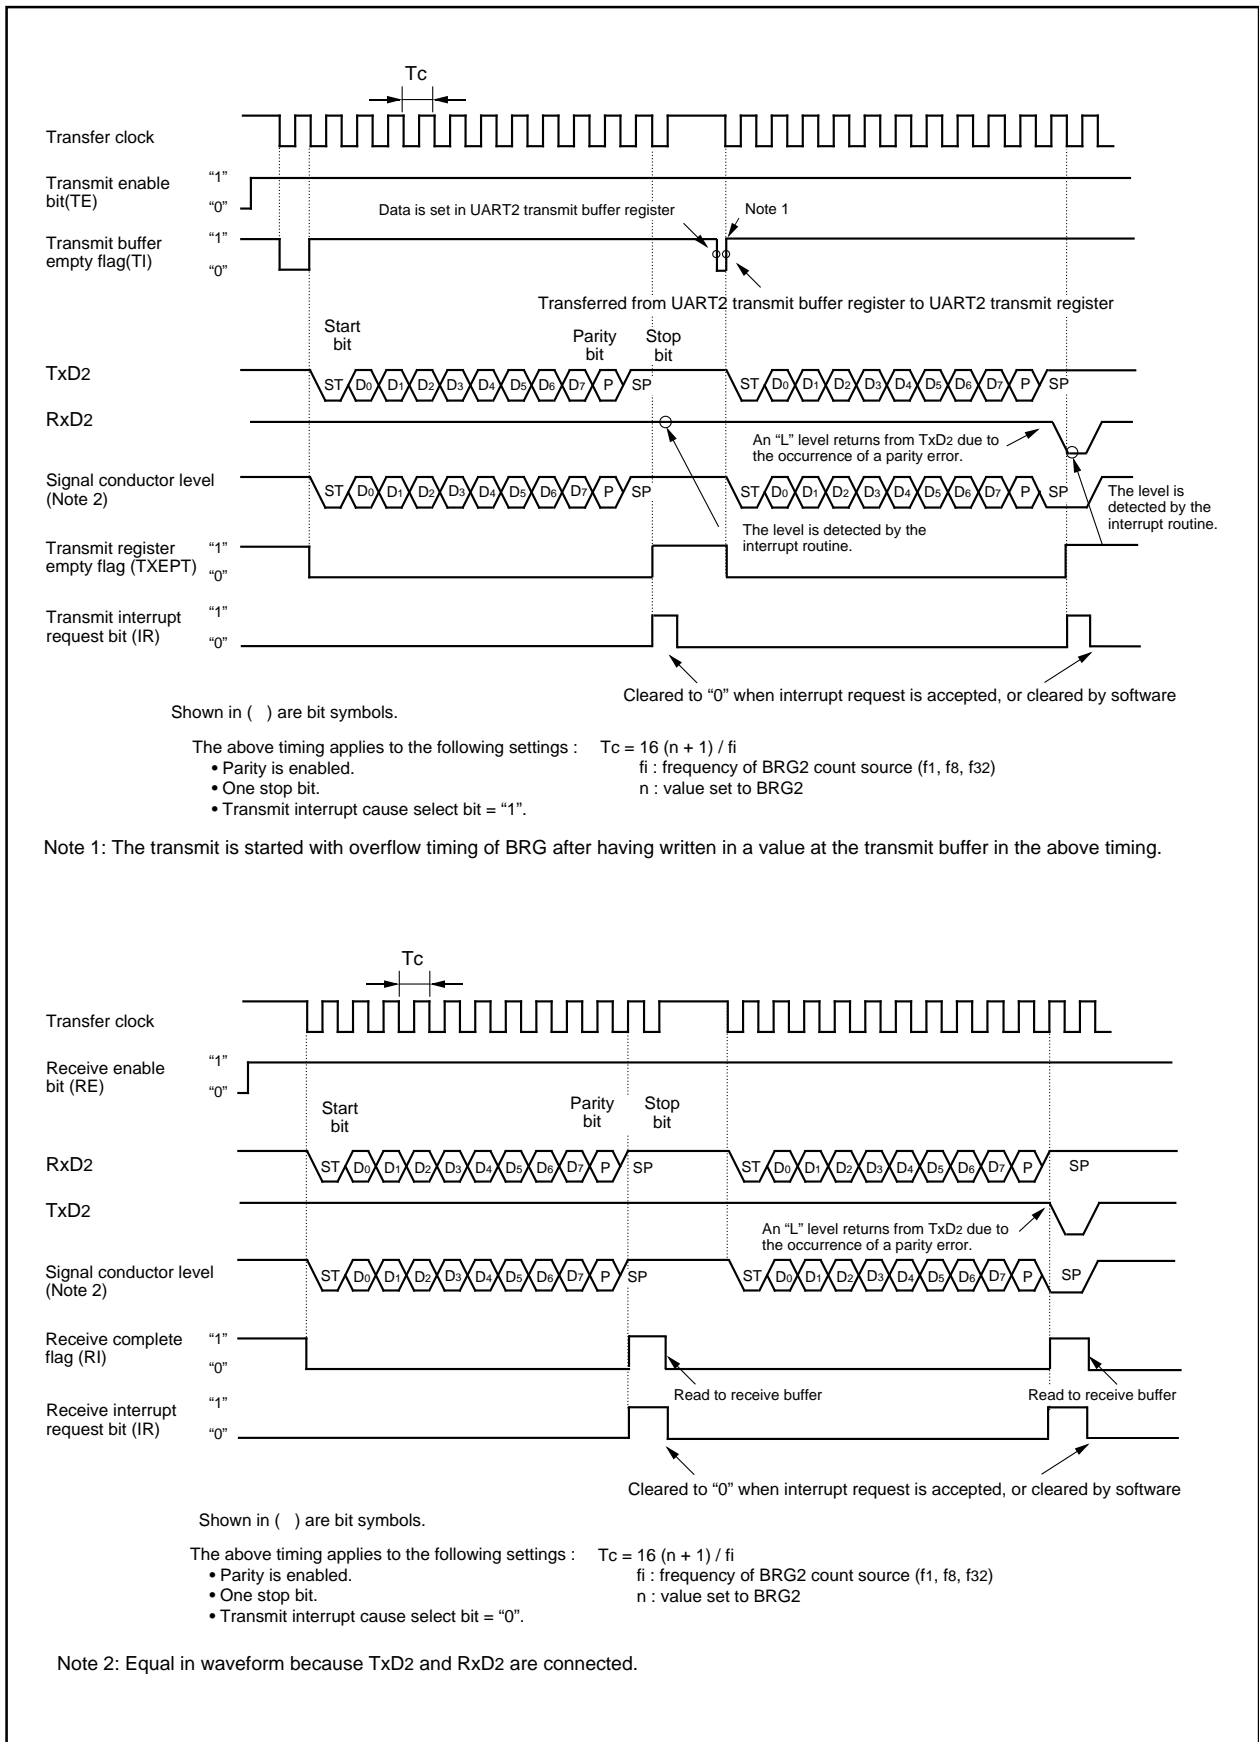 Tc
Transfer clock
Transmit enable
bit(TE)
“1”
“0”
Data is set in UART2 transmit buffer register
Note 1
Transmit buffer
empty flag(TI)
“1”
“0”
Transferred from UART2 transmit buffer register to UART2 transmit register
Start
bit
Parity
bit
Stop
bit
TxD2
ST D0 D1 D2 D3 D4 D5 D6 D7 P SP
ST D0 D1 D2 D3 D4 D5 D6 D7 P SP
RxD2
An “L” level returns from TxD2 due to
the occurrence of a parity error.
Signal conductor level
(Note 2)
ST D0 D1 D2 D3 D4 D5 D6 D7 P SP
ST D0 D1 D2 D3 D4 D5 D6 D7 P SP
The level is
detected by the
interrupt routine.
The level is detected by the
interrupt routine.
Transmit register
empty flag (TXEPT)
“1”
“0”
Transmit interrupt
request bit (IR)
“1”
“0”
Cleared to “0” when interrupt request is accepted, or cleared by software
Shown in ( ) are bit symbols.
The above timing applies to the following settings :
• Parity is enabled.
• One stop bit.
• Transmit interrupt cause select bit = “1”.
Tc = 16 (n + 1) / fi
fi : frequency of BRG2 count source (f1, f8, f32)
n : value set to BRG2
Note 1: The transmit is started with overflow timing of BRG after having written in a value at the transmit buffer in the above timing.
Tc
Transfer clock
Receive enable
bit (RE)
“1”
“0”
Start
bit
Parity
bit
Stop
bit
RxD2
ST D0 D1 D2 D3 D4 D5 D6 D7 P SP
ST D0 D1 D2 D3 D4 D5 D6 D7 P SP
TxD2
An “L” level returns from TxD2 due to
the occurrence of a parity error.
Signal conductor level
(Note 2)
ST D0 D1 D2 D3 D4 D5 D6 D7 P SP
ST D0 D1 D2 D3 D4 D5 D6 D7 P SP
Receive complete
flag (RI)
“1”
“0”
Read to receive buffer
Read to receive buffer
Receive interrupt
request bit (IR)
“1”
“0”
Cleared to “0” when interrupt request is accepted, or cleared by software
Shown in ( ) are bit symbols.
The above timing applies to the following settings :
• Parity is enabled.
• One stop bit.
• Transmit interrupt cause select bit = “0”.
Tc = 16 (n + 1) / fi
fi : frequency of BRG2 count source (f1, f8, f32)
n : value set to BRG2
Note 2: Equal in waveform because TxD2 and RxD2 are connected.